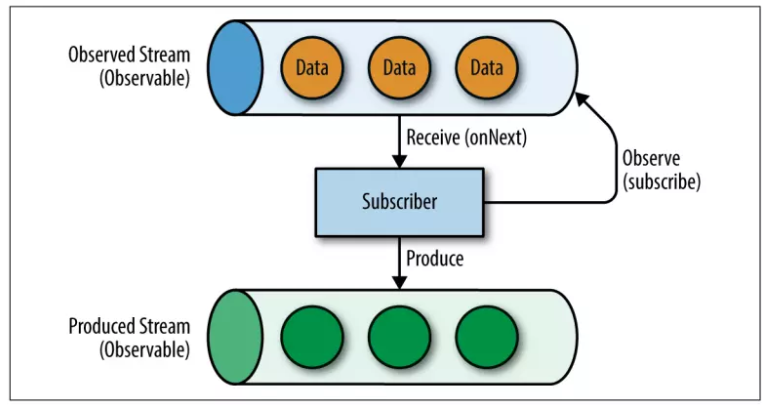 Observed Stream
(Observable)
Data
Data
Data
Receive (onNext)
Observe
(subscribe)
Subscriber
Produce
Produced Stream
(Observable)